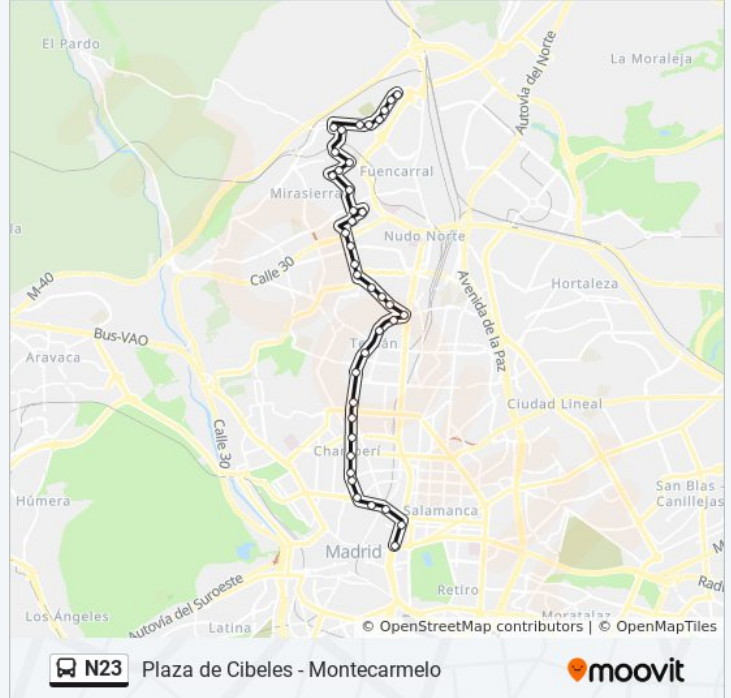 El Pardo
La Moraleja
Autovía del Norte
Fuencarral
Mirasierra
la
Nudo Norte
Calle 30
M-40
Hortaleza
Avenida de la Paz
Bus-VAO
Aravaca
Ciudad Lineal
Calle 30
San Blas -
Canillejas
Húmera
Salamanca
Madrid
Retiro
Los Ángeles
Autovía del Suroeste
Latina
Moratalaz
© OpenStreetMap contributors | © OpenMapTiles
N23 Plaza de Cibeles - Montecarmelo
moovit